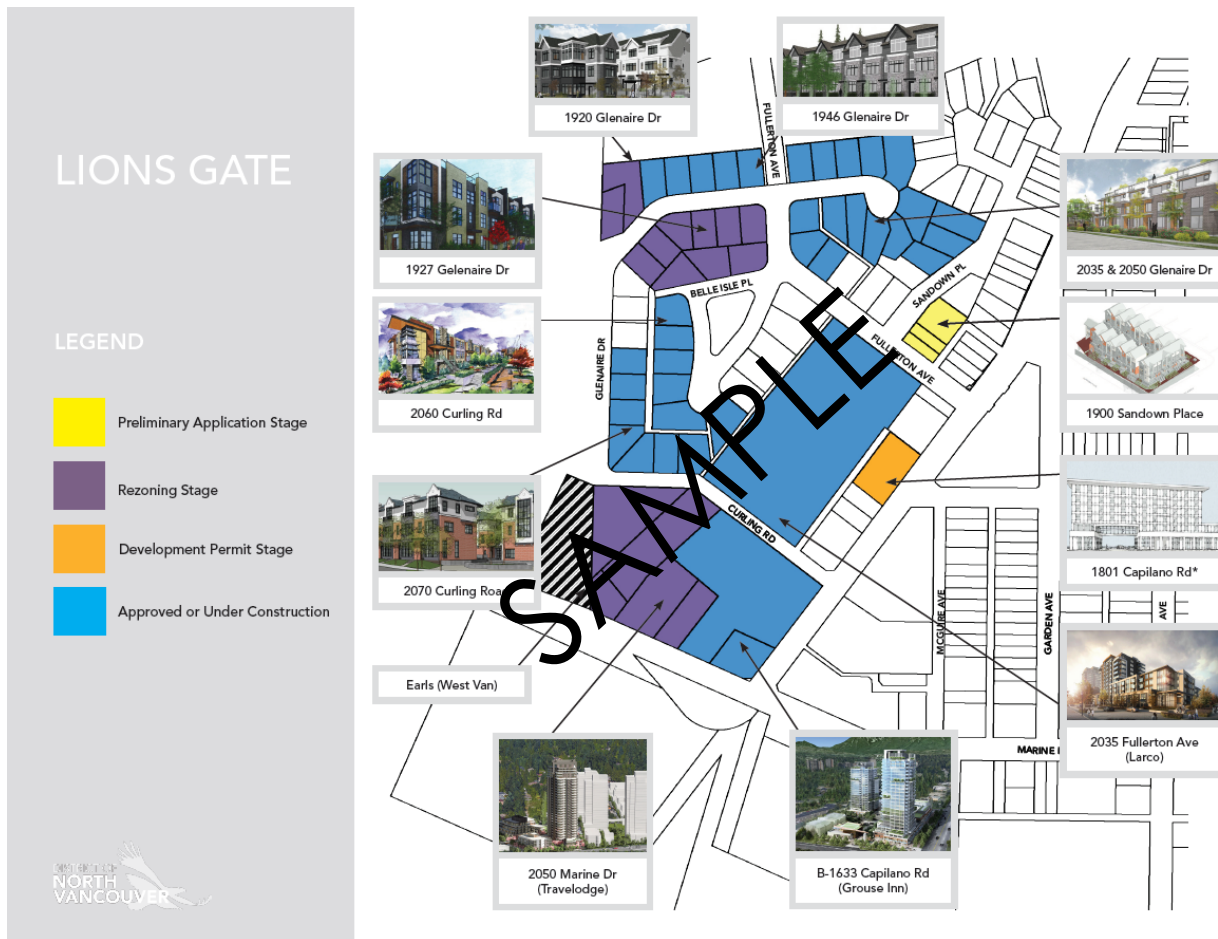 LIONS GATE
LEGEND
Preliminary Application Stage
Rezoning Stage
Development Permit Stage
Approved or Under Construction
DISTRICT OF
NORTH
VANCOUVER
1920 Glenaire Dr
1946 Glenaire Dr
1927 Gelenaire Dr
2035 & 2050 Glenaire Dr
2060 Curling Rd
1900 Sandown Place
2070 Curling Roa
1801 Capilano Rd*
Earls (West Van)
2035 Fullerton Ave
(Larco)
2050 Marine Dr
(Travelodge)
B-1633 Capilano Rd
(Grouse Inn)
FULLERTON AVE
BELLE ISLE PL
SANDOWN PL
GLENAIRE DR
FULLERTON AVE
CURLING RD
MCGUIRE AVE
GARDEN AVE
AVE
MARINE
SAMPLE